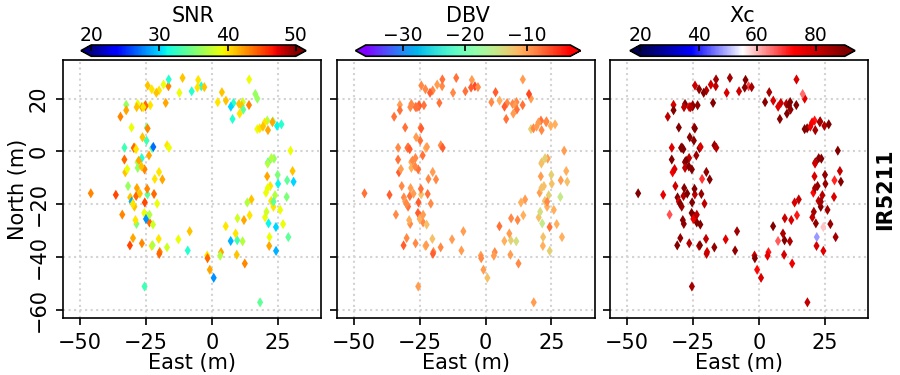 SNR DBV Xc
20 30 40 50 −30 −20 −10 20 40 60 80
20
0
−20
−40
−60
North (m)
IR5211
−50 −25 0 25 −50 −25 0 25 −50 −25 0 25
East (m) East (m) East (m)